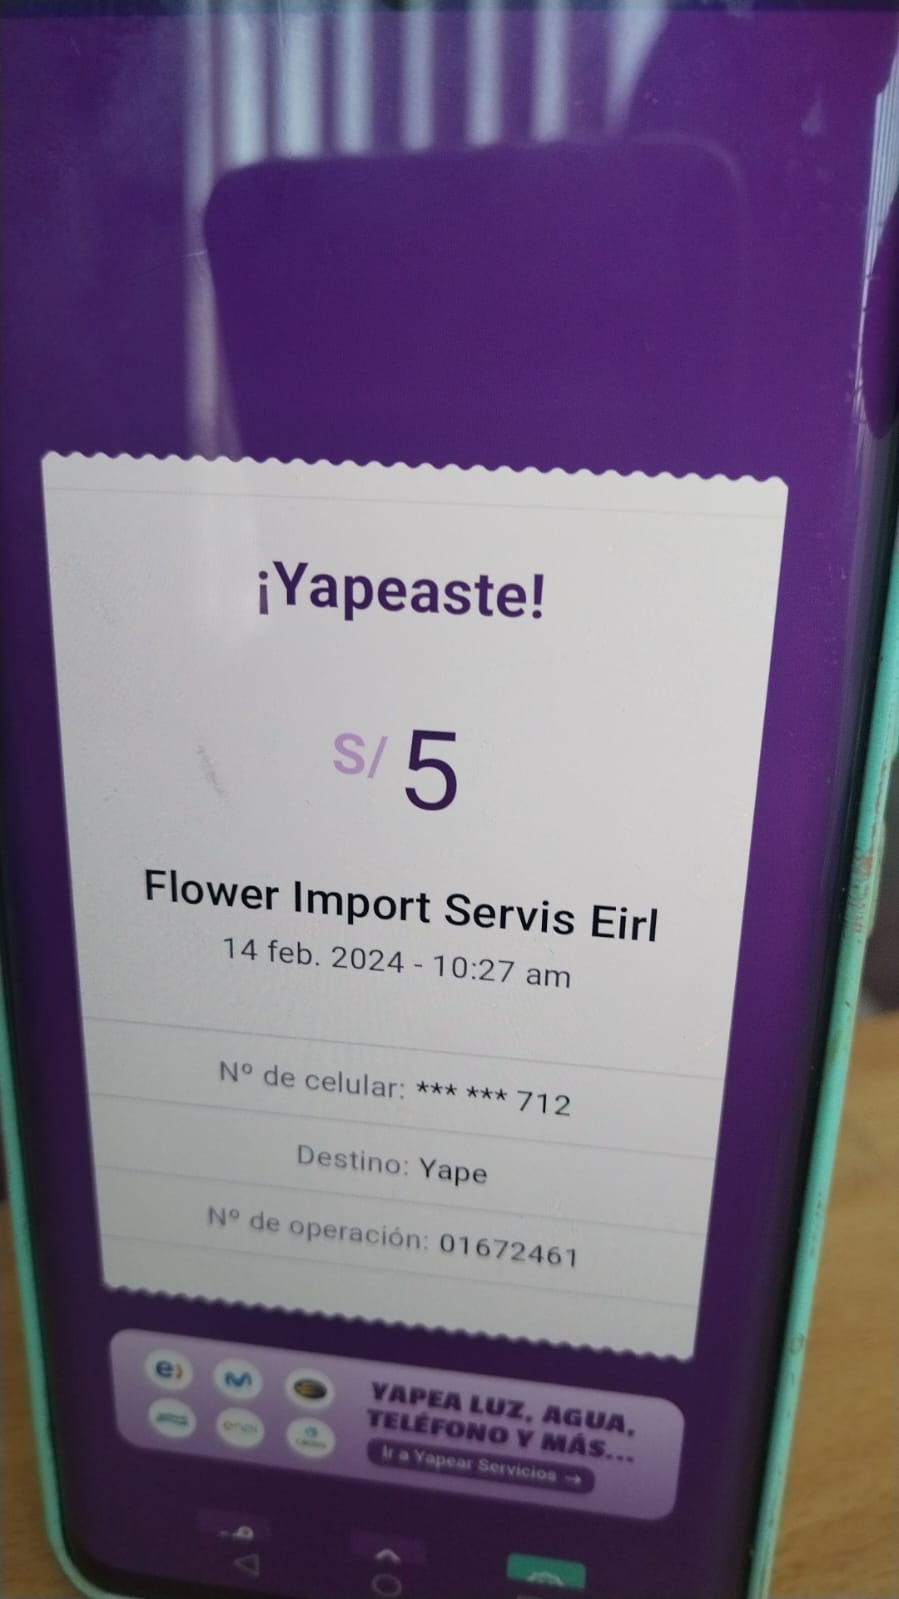 ¡Yapeaste!
S/ 5
Flower Import Servis Eirl
14 feb. 2024 - 10:27 am
Nº de celular: *** *** 712
Destino: Yape
Nº de operación: 01672461
e)
YAPEA LUZ, AGUA,
TELÉFONO Y MÁS...
Ir a Yapear Servicios →